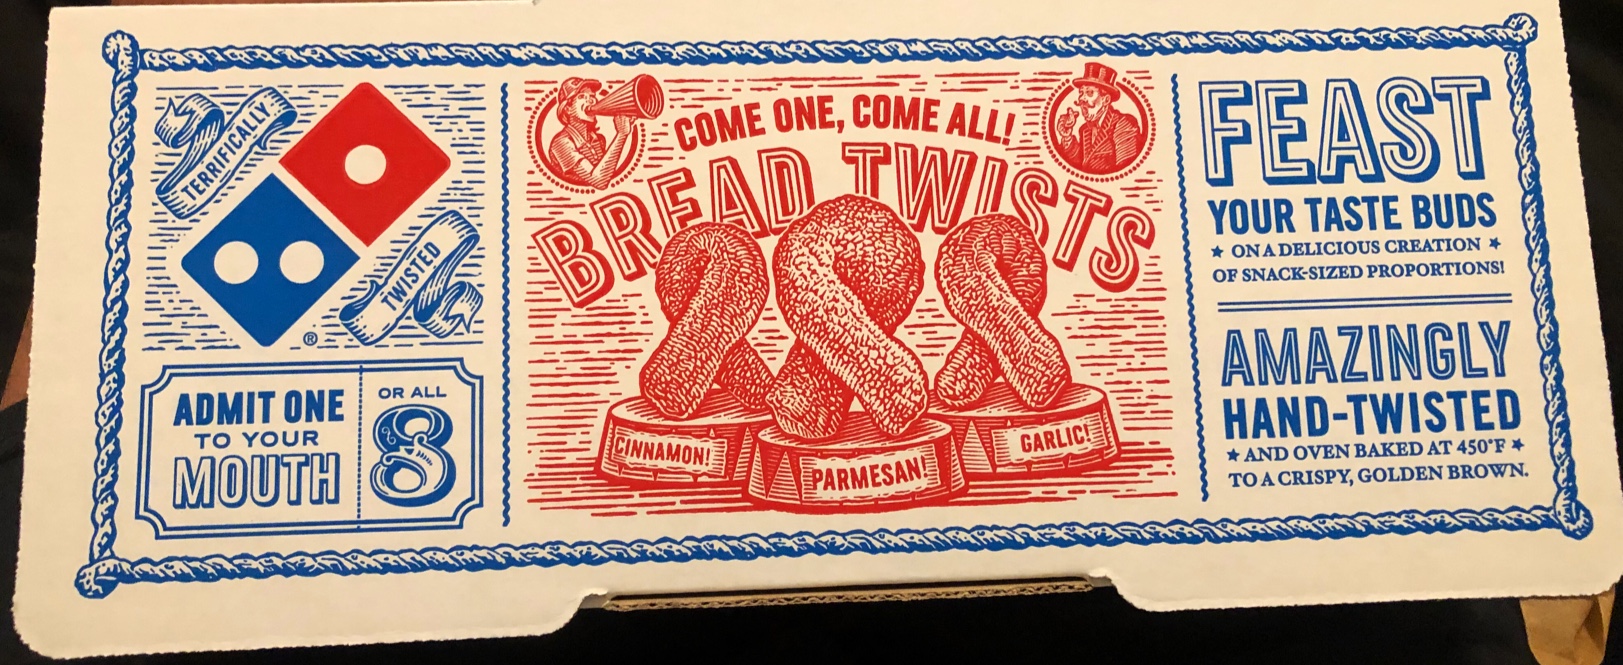 TERRIFICALLY
TWISTED
®
ADMIT ONE
TO YOUR
MOUTH
OR ALL
8
COME ONE, COME ALL!
BREAD TWISTS
CINNAMON!
PARMESAN!
GARLIC!
FEAST
YOUR TASTE BUDS
★ ON A DELICIOUS CREATION ★
OF SNACK-SIZED PROPORTIONS!
AMAZINGLY
HAND-TWISTED
★ AND OVEN BAKED AT 450°F ★
TO A CRISPY, GOLDEN BROWN.